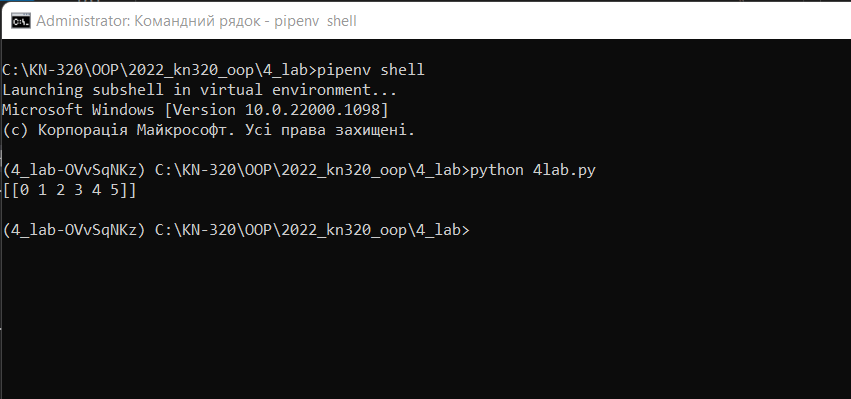 Administrator: Командний рядок - pipenv  shell
C:\KN-320\OOP\2022_kn320_oop\4_lab>pipenv shell
Launching subshell in virtual environment...
Microsoft Windows [Version 10.0.22000.1098]
(c) Корпорація Майкрософт. Усі права захищені.
(4_lab-OVvSqNKz) C:\KN-320\OOP\2022_kn320_oop\4_lab>python 4lab.py
[[0 1 2 3 4 5]]
(4_lab-OVvSqNKz) C:\KN-320\OOP\2022_kn320_oop\4_lab>